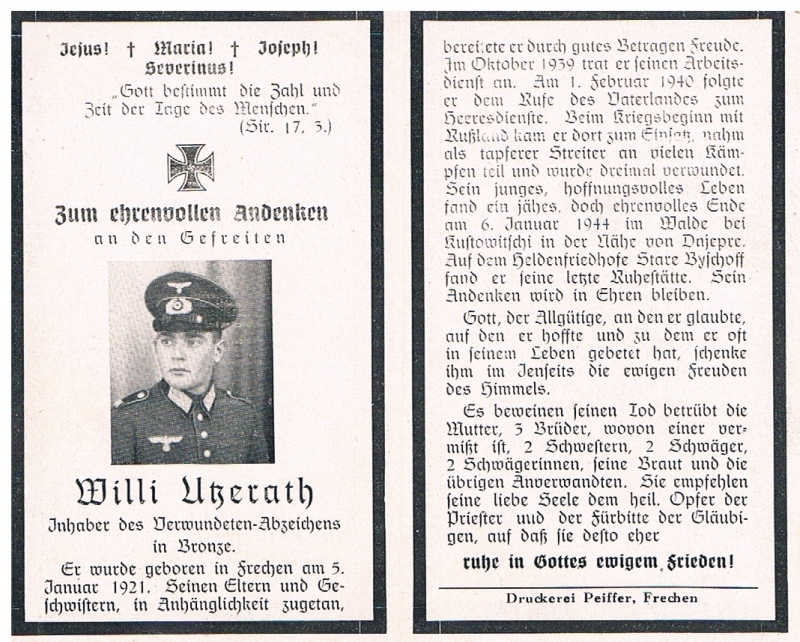 Jesus! † Maria! † Joseph!
Severinus!
„Gott bestimmt die Zahl und
Zeit der Tage des Menschen.“
(Sir. 17, 3.)
Zum ehrenvollen Andenken
an den Gefreiten
Willi Utzerath
Inhaber des Verwundeten-Abzeichens
in Bronze.
Er wurde geboren in Frechen am 5.
Januar 1921. Seinen Eltern und Ge-
schwistern, in Anhänglichkeit zugetan,
bereitete er durch gutes Betragen Freude.
Im Oktober 1939 trat er seinen Arbeits-
dienst an. Am 1. Februar 1940 folgte
er dem Rufe des Vaterlandes zum
Heeresdienste. Beim Kriegsbeginn mit
Rußland kam er dort zum Einsatz, nahm
als tapferer Streiter an vielen Kämp-
fen teil und wurde dreimal verwundet.
Sein junges, hoffnungsvolles Leben
fand ein jähes, doch ehrenvolles Ende
am 6. Januar 1944 im Walde bei
Kustowitschi in der Nähe von Dnjepre.
Auf dem Heldenfriedhofe Stare Byschoff
fand er seine letzte Ruhestätte. Sein
Andenken wird in Ehren bleiben.
Gott, der Allgütige, an den er glaubte,
auf den er hoffte und zu dem er oft
in seinem Leben gebetet hat, schenke
ihm im Jenseits die ewigen Freuden
des Himmels.
Es beweinen seinen Tod betrübt die
Mutter, 3 Brüder, wovon einer ver-
mißt ist, 2 Schwestern, 2 Schwäger,
2 Schwägerinnen, seine Braut und die
übrigen Anverwandten. Sie empfehlen
seine liebe Seele dem heil. Opfer der
Priester und der Fürbitte der Gläubi-
gen, auf daß sie desto eher
ruhe in Gottes ewigem Frieden!
Druckerei Peiffer, Frechen